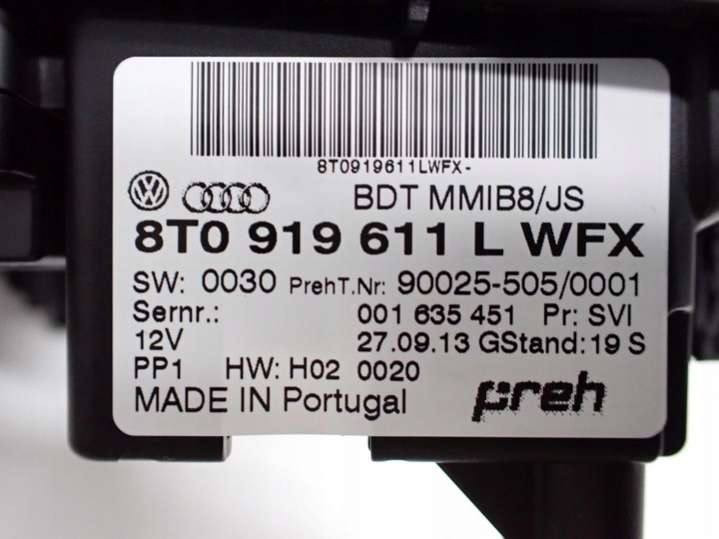 8T0919611LWFX-
BDT MMIB8/JS
8T0 919 611 L WFX
SW: 0030 PrehT.Nr: 90025-505/0001
Sernr.: 001 635 451 Pr: SVI
12V 27.09.13 GStand: 19 S
PP1 HW: H02 0020
MADE IN Portugal preh